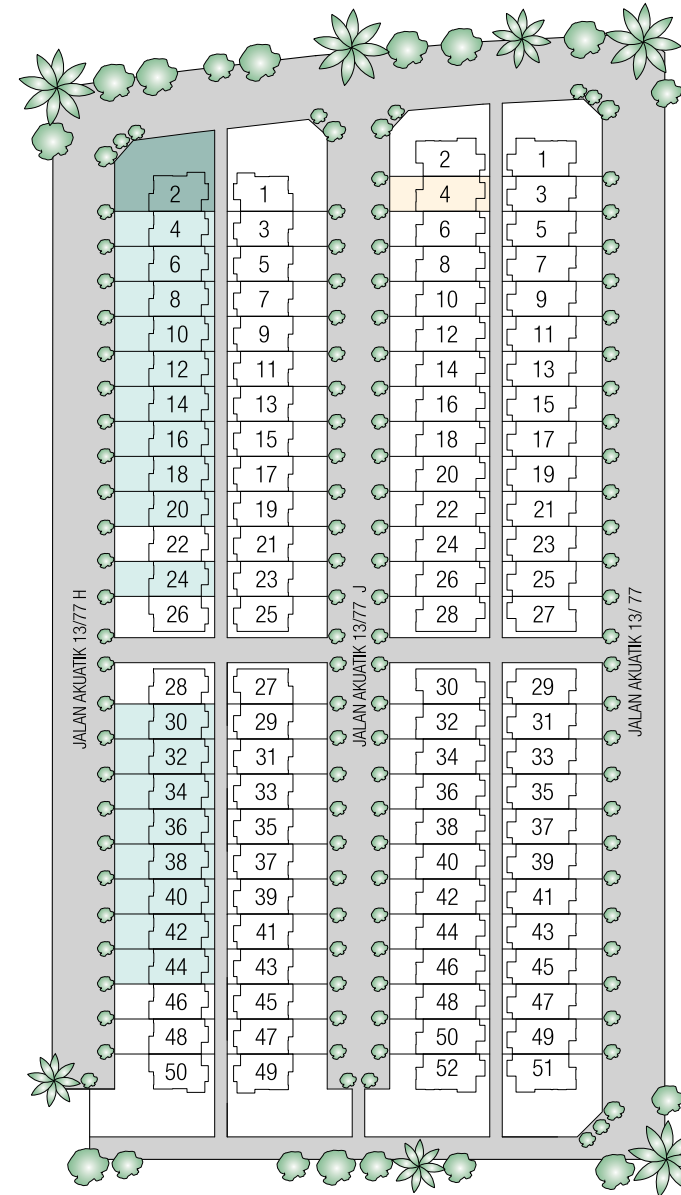 2 1
2 1 4 3
4 3 6 5
6 5 8 7
8 7 10 9
10 9 12 11
12 11 14 13
14 13 16 15
16 15 18 17
18 17 20 19
20 19 22 21
22 21 24 23
24 23 26 25
26 25 28 27
JALAN AKUATIK 13/77 H
JALAN AKUATIK 13/77 J
JALAN AKUATIK 13/ 77
28 27 30 29
30 29 32 31
32 31 34 33
34 33 36 35
36 35 38 37
38 37 40 39
40 39 42 41
42 41 44 43
44 43 46 45
46 45 48 47
48 47 50 49
50 49 52 51